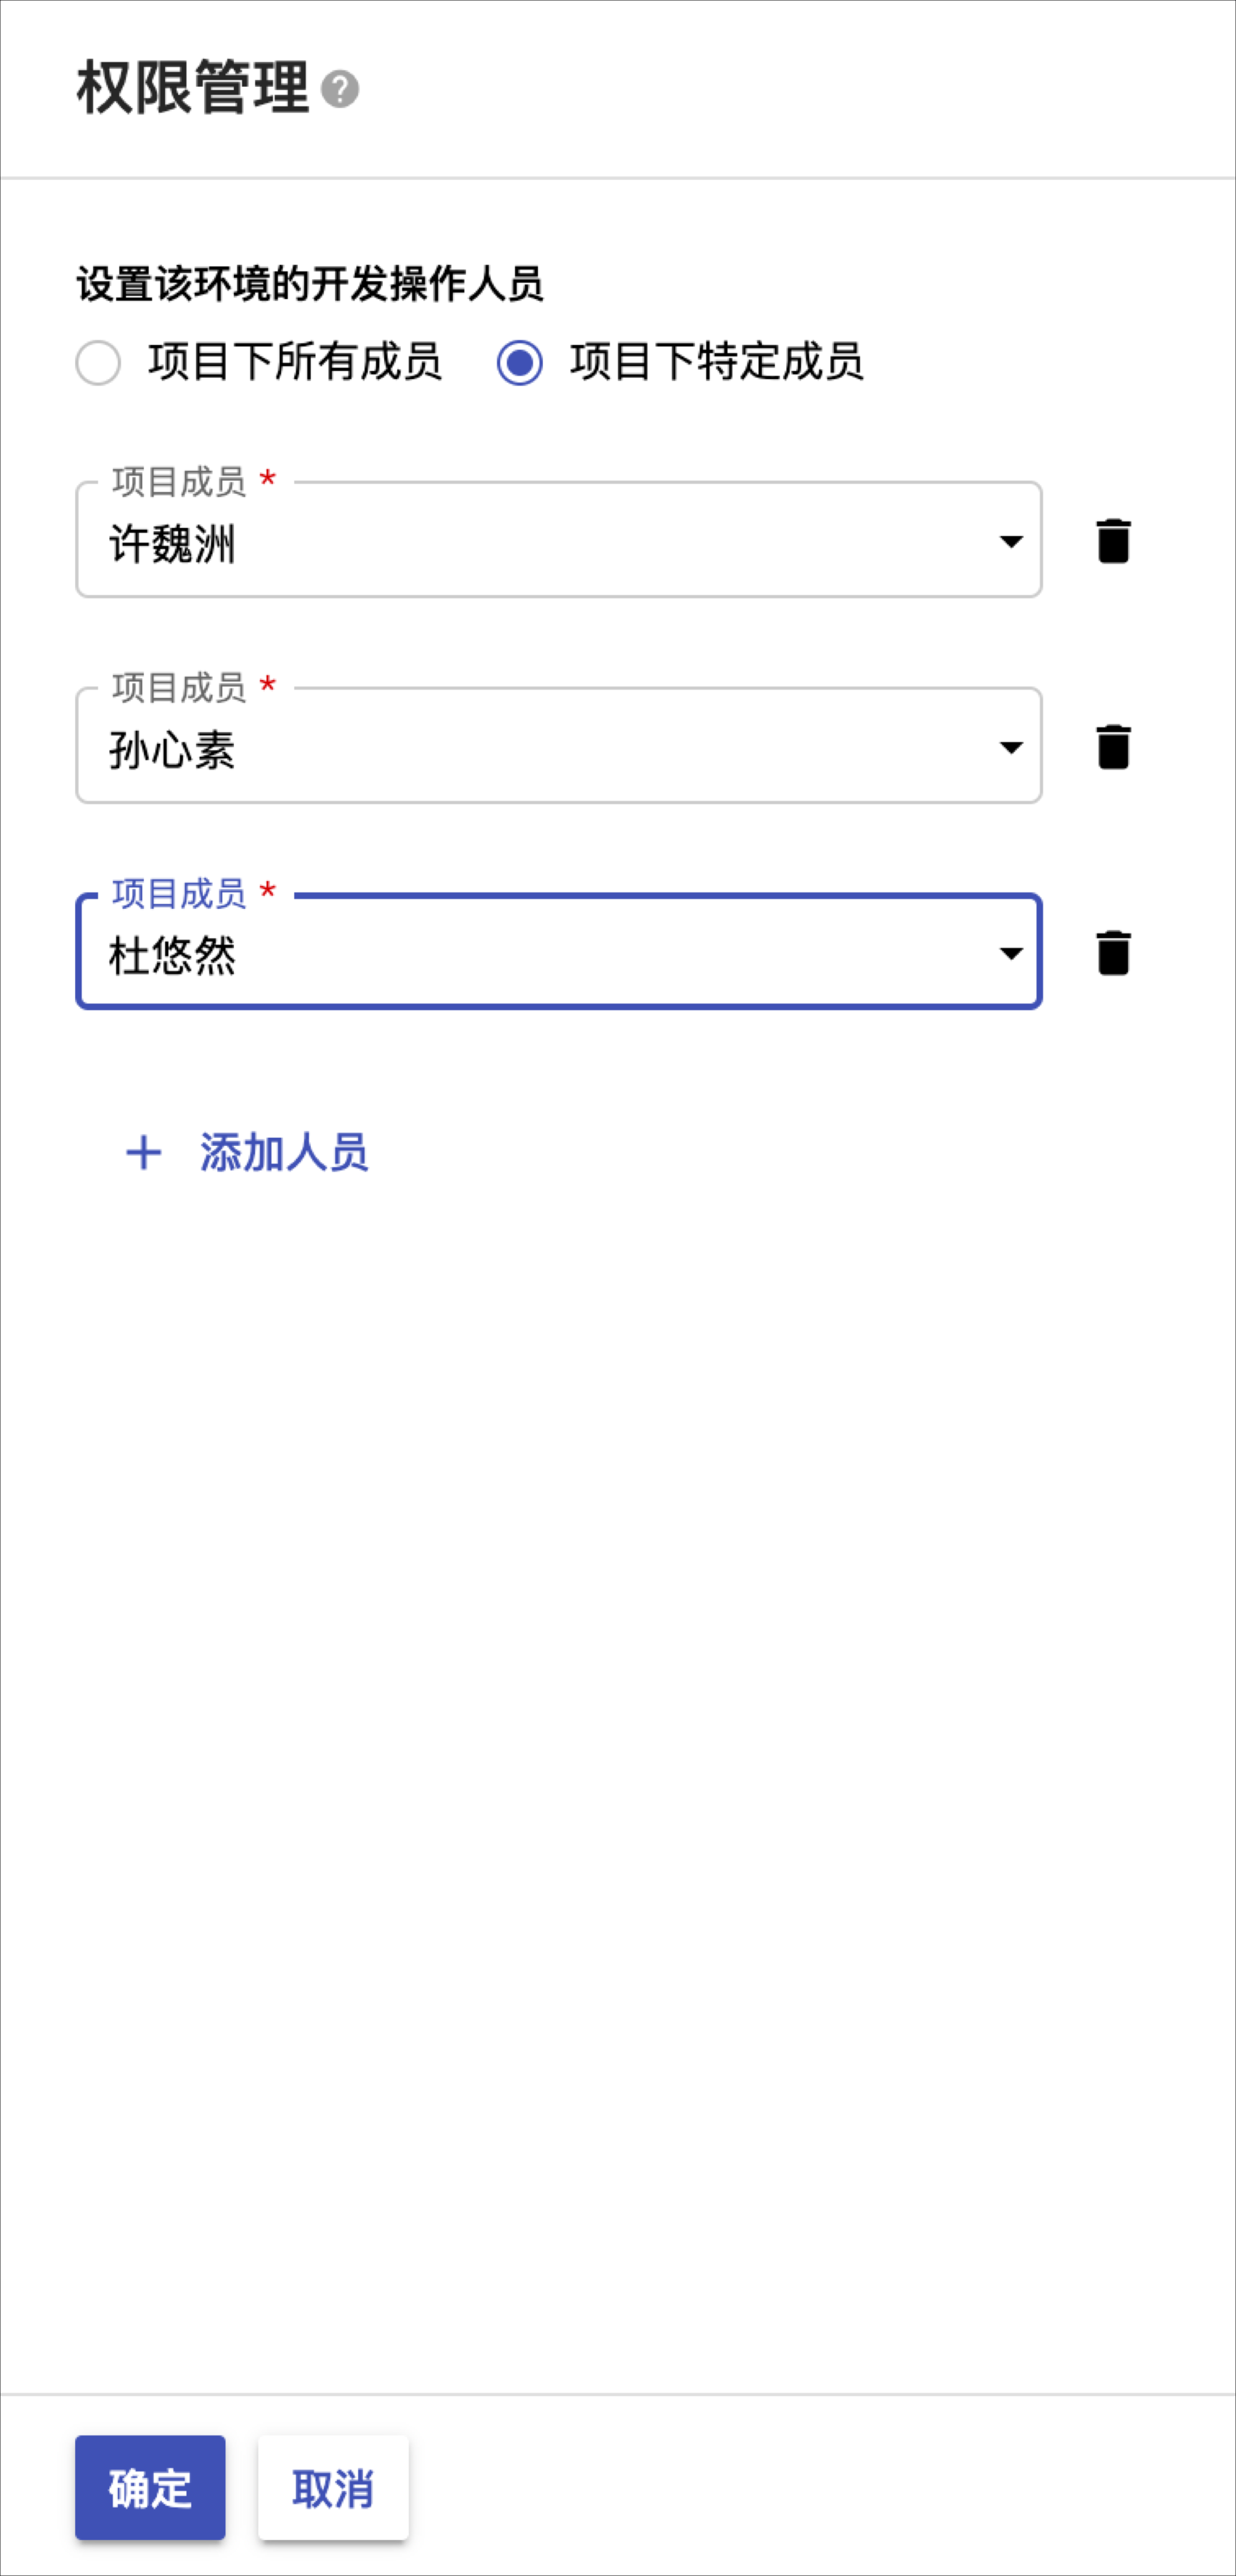 权限管理 ?
设置该环境的开发操作人员
项目下所有成员 项目下特定成员
项目成员 *
许魏洲
项目成员 *
孙心素
项目成员 *
杜悠然
+ 添加人员
确定 取消